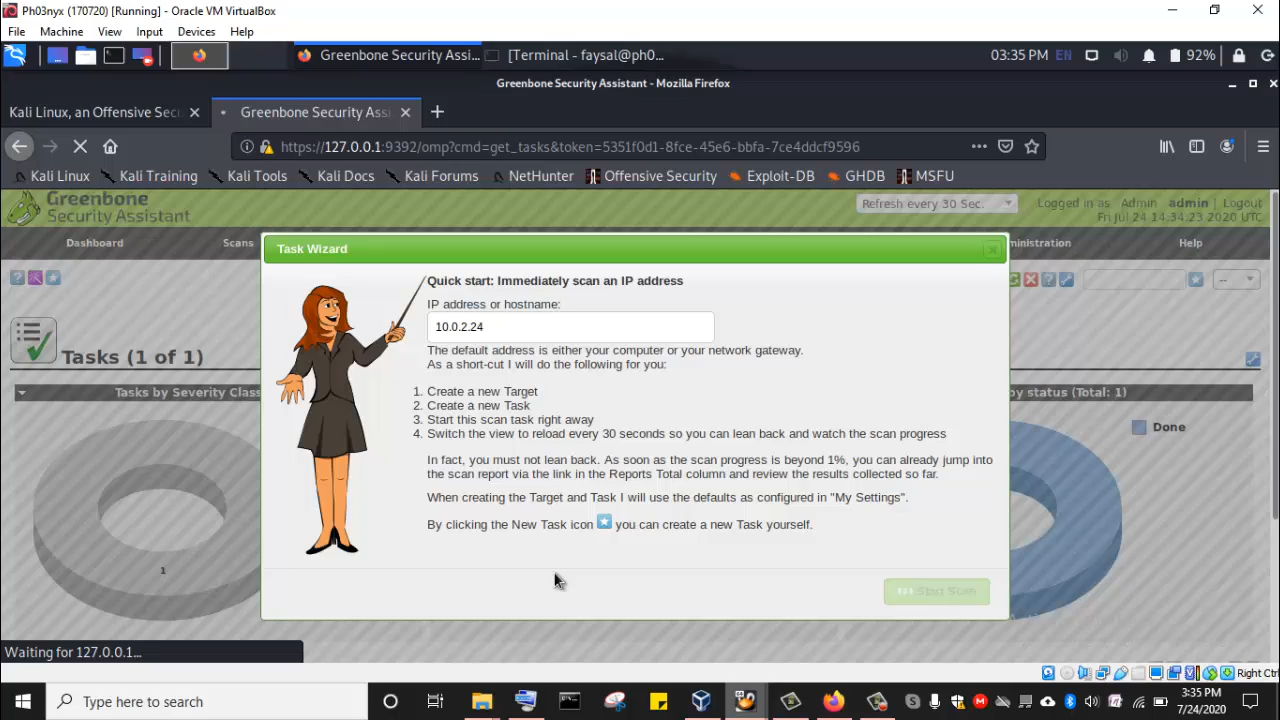 Ph03nyx (170720) [Running] - Oracle VM VirtualBox
File Machine View Input Devices Help
Greenbone Security Assi... [Terminal - faysal@ph0... 03:35 PM EN 92%
Greenbone Security Assistant - Mozilla Firefox
Kali Linux, an Offensive Sec Greenbone Security Assi
https://127.0.0.1:9392/omp?cmd=get_tasks&token=5351f0d1-8fce-45e6-bbfa-7ce4ddcf9596
Kali Linux Kali Training Kali Tools Kali Docs Kali Forums NetHunter Offensive Security Exploit-DB GHDB MSFU
Greenbone
Security Assistant
Refresh every 30 Sec.
Logged in as Admin admin | Logout
Fri Jul 24 14:34:23 2020 UTC
Dashboard Scans ministration Help
Task Wizard
Quick start: Immediately scan an IP address
IP address or hostname:
10.0.2.24
The default address is either your computer or your network gateway.
As a short-cut I will do the following for you:
1. Create a new Target
2. Create a new Task
3. Start this scan task right away
4. Switch the view to reload every 30 seconds so you can lean back and watch the scan progress
In fact, you must not lean back. As soon as the scan progress is beyond 1%, you can already jump into
the scan report via the link in the Reports Total column and review the results collected so far.
When creating the Target and Task I will use the defaults as configured in "My Settings".
By clicking the New Task icon you can create a new Task yourself.
Start Scan
--
Tasks (1 of 1)
Tasks by Severity Class
by status (Total: 1)
Done
1
Waiting for 127.0.0.1...
Right Ctrl
Type here to search
3:35 PM
7/24/2020